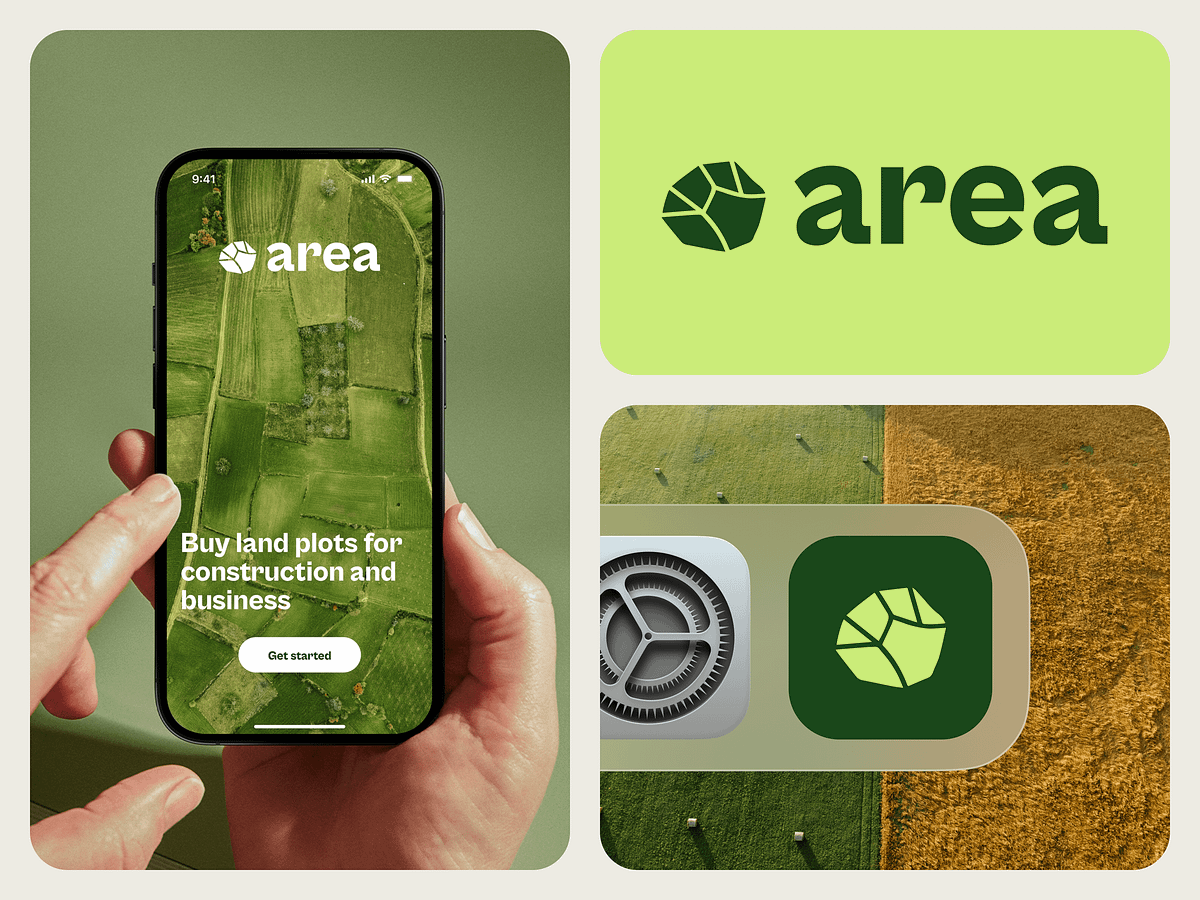 9:41
area
Buy land plots for
construction and
business
Get started
area